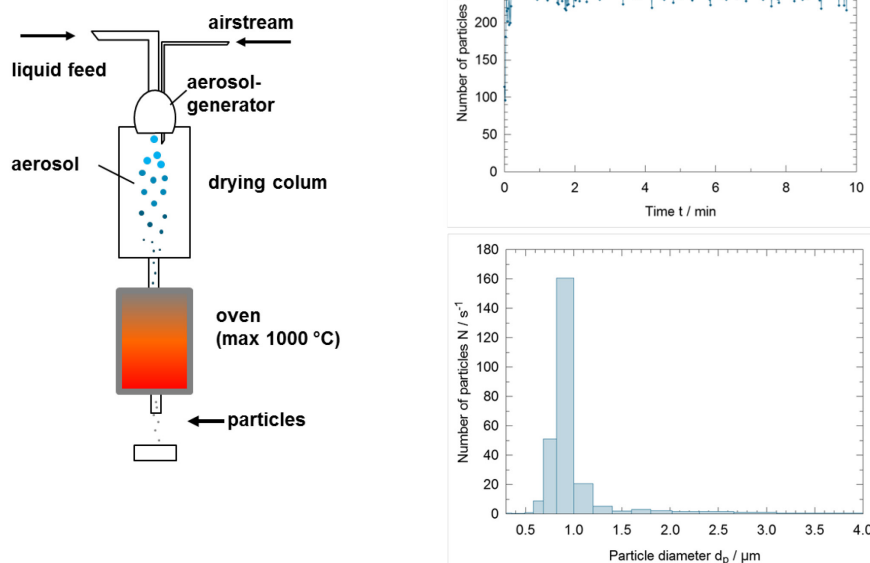 airstream
liquid feed
aerosol-
generator
aerosol
drying colum
oven
(max 1000 °C)
particles
Number of particles
200
150
100
50
0
0 2 4 6 8 10
Time t / min
Number of particles N / s⁻¹
180
160
140
120
100
80
60
40
20
0
0.5 1.0 1.5 2.0 2.5 3.0 3.5 4.0
Particle diameter dₚ / µm